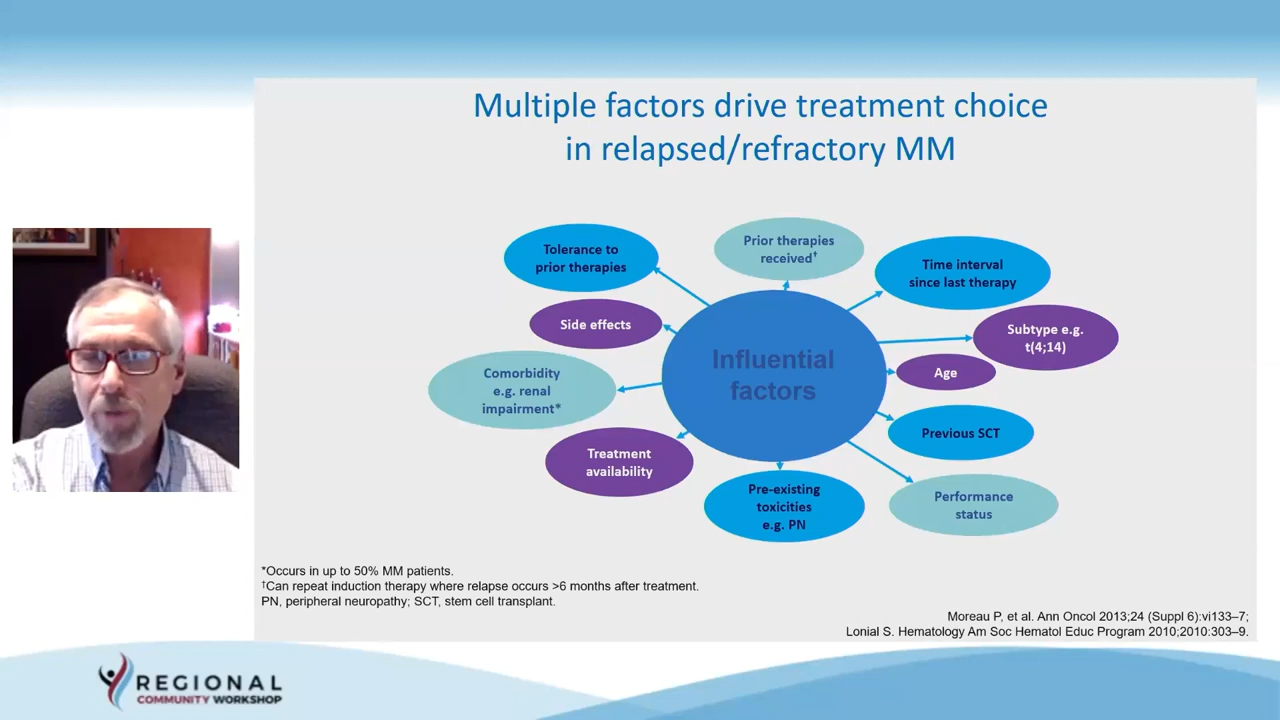 Multiple factors drive treatment choice
in relapsed/refractory MM
Tolerance to
prior therapies
Prior therapies
received†
Time interval
since last therapy
Side effects
Subtype e.g.
t(4;14)
Influential
factors
Age
Comorbidity
e.g. renal
impairment*
Previous SCT
Treatment
availability
Pre-existing
toxicities
e.g. PN
Performance
status
*Occurs in up to 50% MM patients.
†Can repeat induction therapy where relapse occurs >6 months after treatment.
PN, peripheral neuropathy; SCT, stem cell transplant.
Moreau P, et al. Ann Oncol 2013;24 (Suppl 6):vi133–7;
Lonial S. Hematology Am Soc Hematol Educ Program 2010;2010:303–9.
REGIONAL
COMMUNITY WORKSHOP